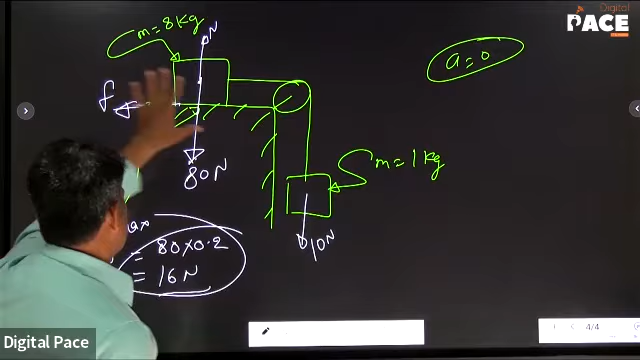 Digital
PACE
m=8kg
N
a=0
f
80N
m=1kg
ax
= 80×0.2
= 16N
10N
4/4
Digital Pace